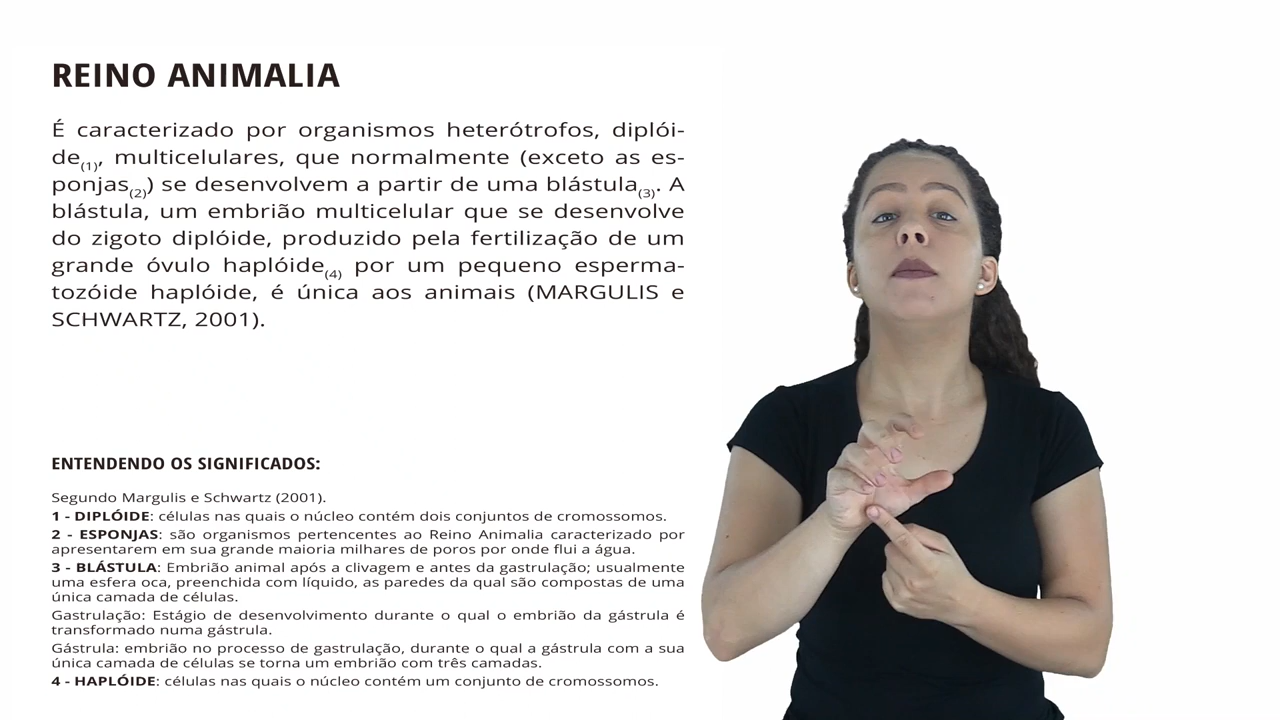 REINO ANIMALIA
É caracterizado por organismos heterótrofos, diplói-
de(1), multicelulares, que normalmente (exceto as es-
ponjas(2)) se desenvolvem a partir de uma blástula(3). A
blástula, um embrião multicelular que se desenvolve
do zigoto diplóide, produzido pela fertilização de um
grande óvulo haplóide(4) por um pequeno esperma-
tozóide haplóide, é única aos animais (MARGULIS e
SCHWARTZ, 2001).
ENTENDENDO OS SIGNIFICADOS:
Segundo Margulis e Schwartz (2001).
1 - DIPLÓIDE: células nas quais o núcleo contém dois conjuntos de cromossomos.
2 - ESPONJAS: são organismos pertencentes ao Reino Animalia caracterizado por
apresentarem em sua grande maioria milhares de poros por onde flui a água.
3 - BLÁSTULA: Embrião animal após a clivagem e antes da gastrulação; usualmente
uma esfera oca, preenchida com líquido, as paredes da qual são compostas de uma
única camada de células.
Gastrulação: Estágio de desenvolvimento durante o qual o embrião da gástrula é
transformado numa gástrula.
Gástrula: embrião no processo de gastrulação, durante o qual a gástrula com a sua
única camada de células se torna um embrião com três camadas.
4 - HAPLÓIDE: células nas quais o núcleo contém um conjunto de cromossomos.